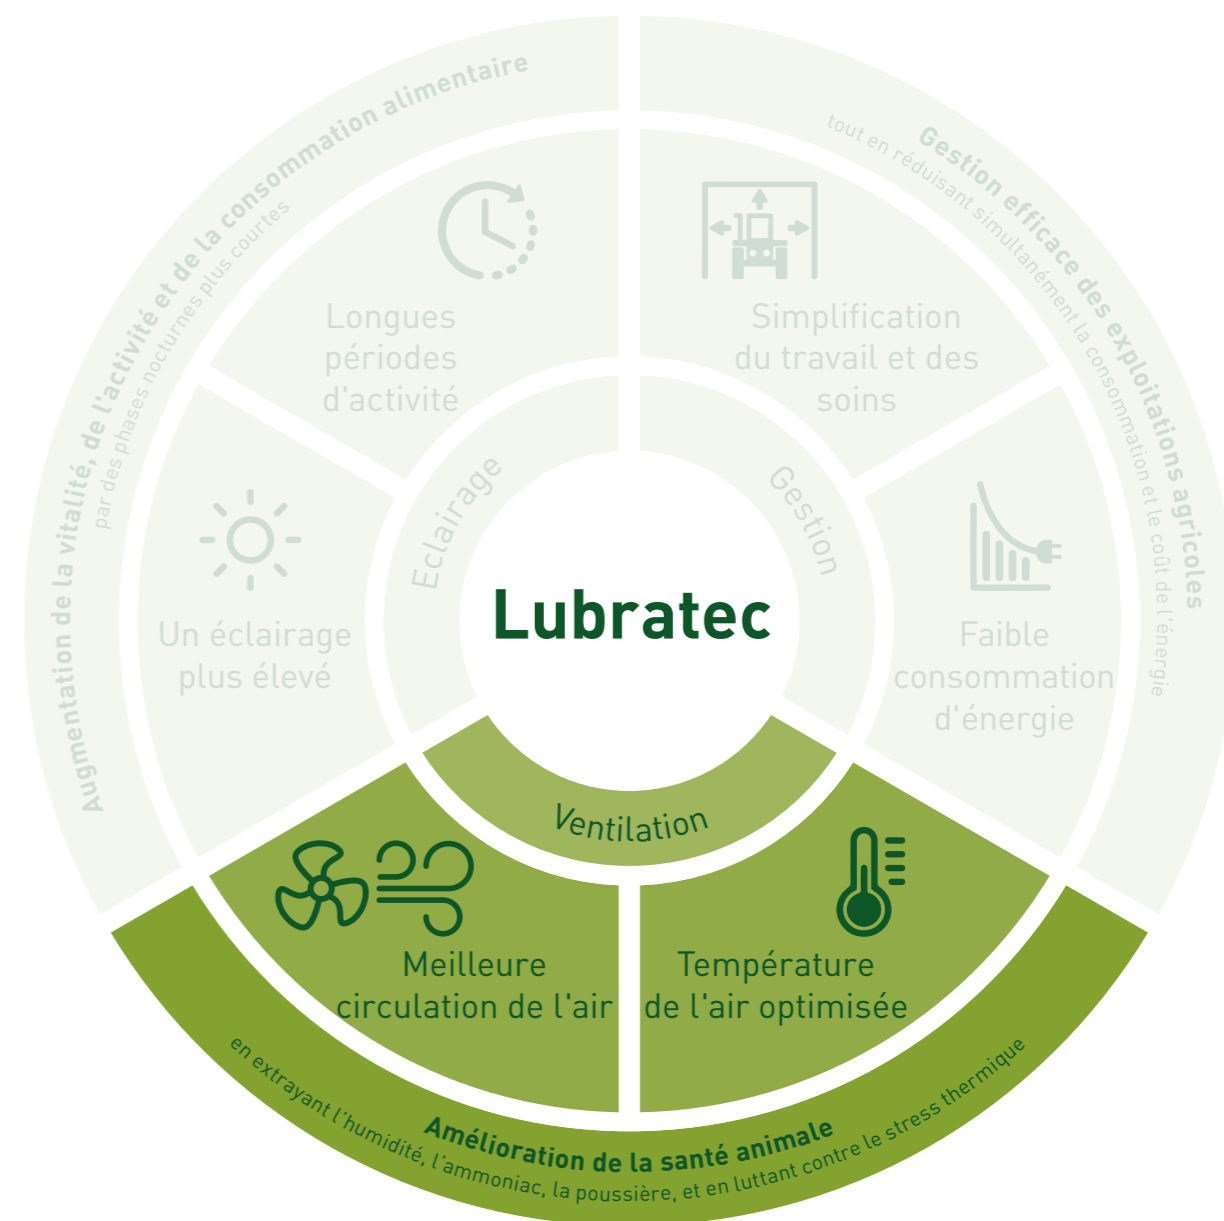 Augmentation de la vitalité, de l'activité et de la consommation alimentaire
par des phases nocturnes plus courtes
Gestion efficace des exploitations agricoles
tout en réduisant simultanément la consommation et le coût de l'énergie
Longues
périodes
d'activité
Simplification
du travail et des
soins
Eclairage
Gestion
Lubratec
Un éclairage
plus élevé
Faible
consommation
d'énergie
Ventilation
Meilleure
circulation de l'air
Température
de l'air optimisée
Amélioration de la santé animale
en extrayant l'humidité, l'ammoniac, la poussière, et en luttant contre le stress thermique